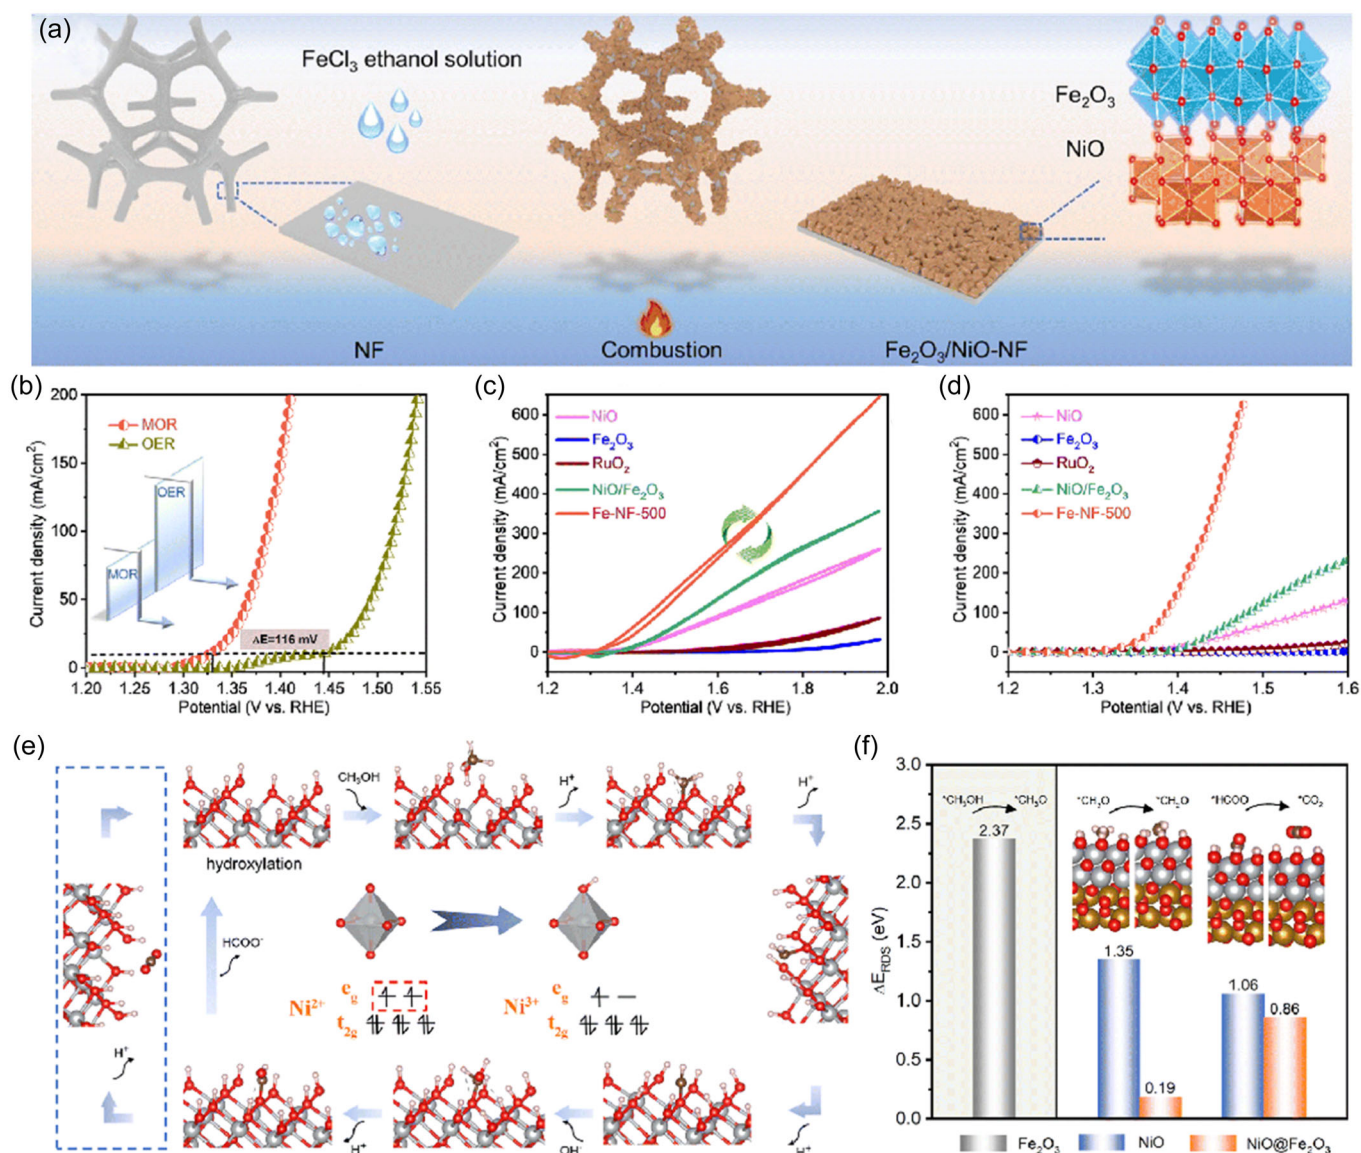 (a)
FeCl3 ethanol solution
Fe2O3
NiO
NF
Combustion
Fe2O3/NiO-NF
(b)
Current density (mA/cm2)
200
150
100
50
0
MOR
OER
OER
MOR
ΔE=116 mV
1.20 1.25 1.30 1.35 1.40 1.45 1.50 1.55
Potential (V vs. RHE)
(c)
Current density (mA/cm2)
600
500
400
300
200
100
0
NiO
Fe2O3
RuO2
NiO/Fe2O3
Fe-NF-500
1.2 1.4 1.6 1.8 2.0
Potential (V vs. RHE)
(d)
Current density (mA/cm2)
600
500
400
300
200
100
0
NiO
Fe2O3
RuO2
NiO/Fe2O3
Fe-NF-500
1.2 1.3 1.4 1.5 1.6
Potential (V vs. RHE)
(e)
CH3OH
H+
H+
hydroxylation
HCOO-
Ni2+ eg
t2g
Ni3+ eg
t2g
H+
H+
OH-
H+
(f)
ΔERDS (eV)
3.0
2.5
2.0
1.5
1.0
0.5
0.0
*CH3OH *CH3O
2.37
*CH3O *CH2O
*HCOO *CO2
1.35
0.19
1.06
0.86
Fe2O3 NiO NiO@Fe2O3